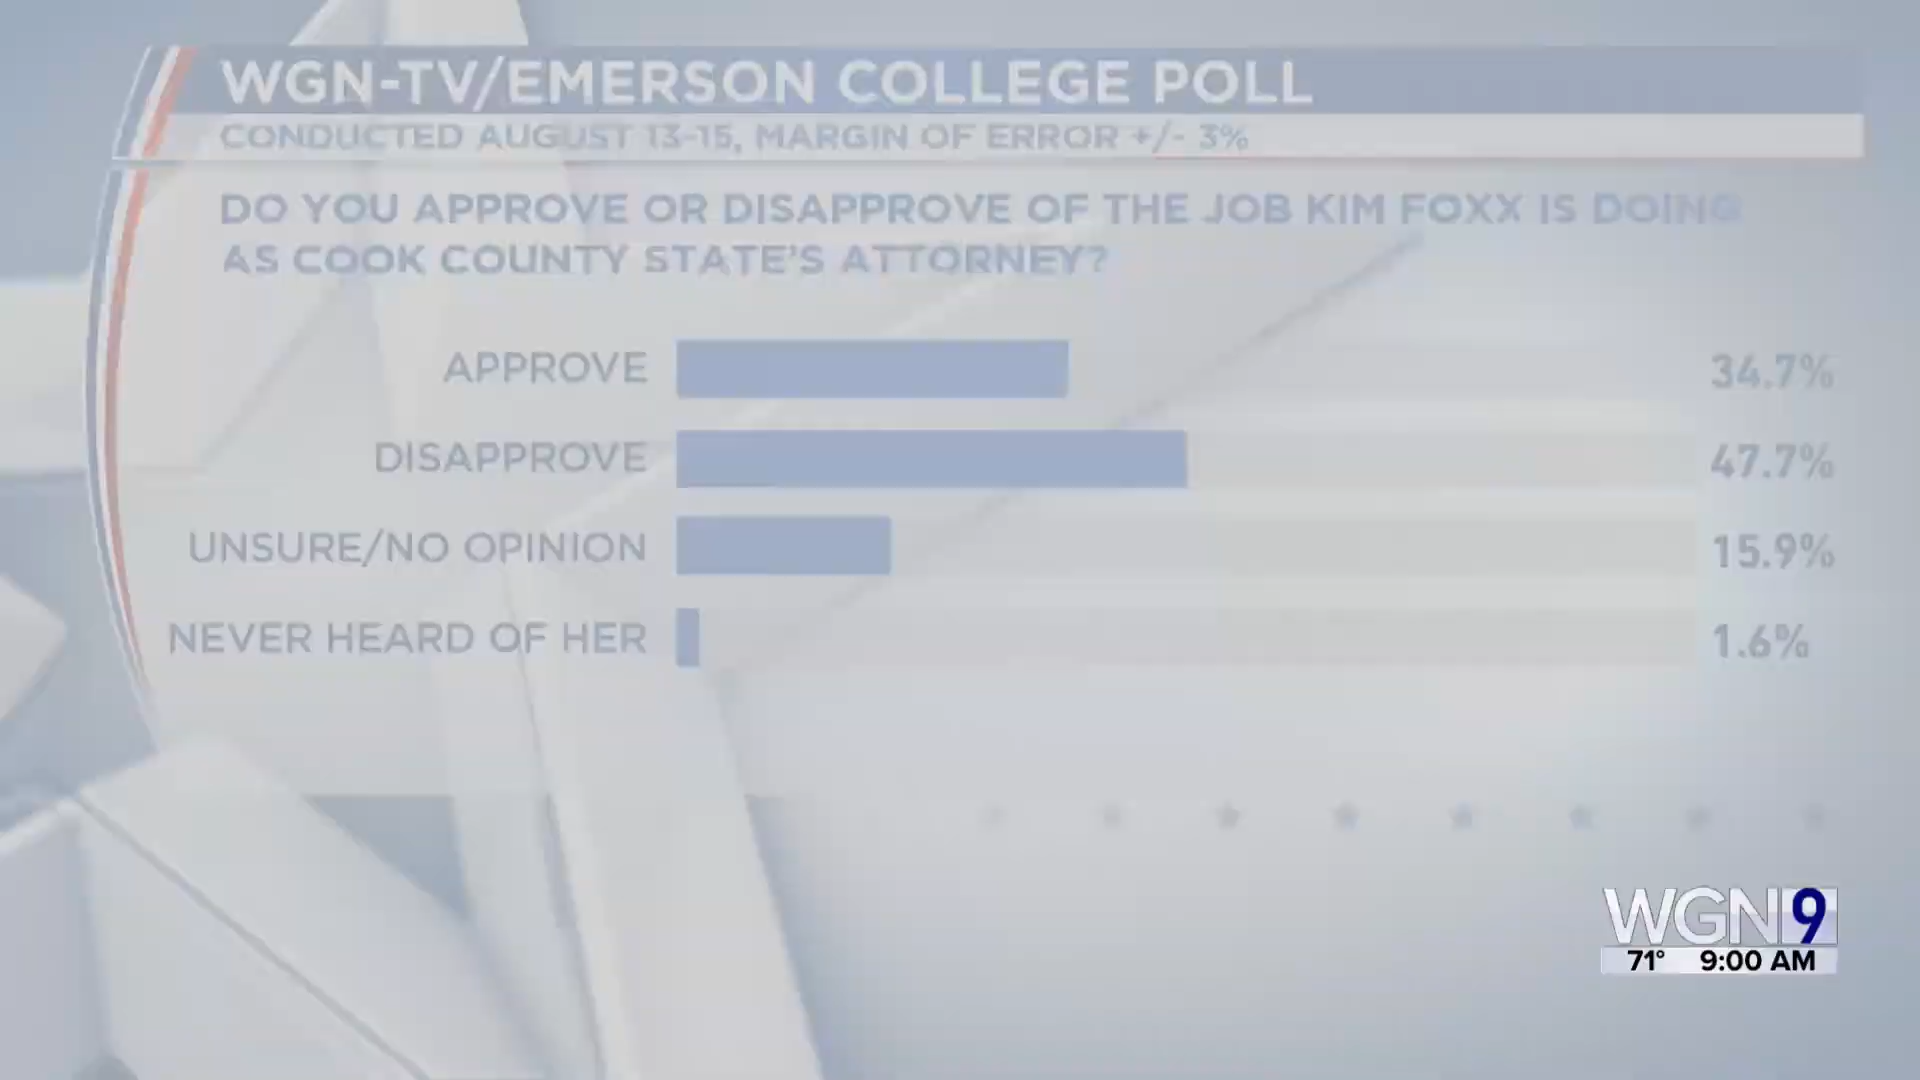 WGN-TV/EMERSON COLLEGE POLL
CONDUCTED AUGUST 13-15, MARGIN OF ERROR +/- 3%
DO YOU APPROVE OR DISAPPROVE OF THE JOB KIM FOXX IS DOING
AS COOK COUNTY STATE'S ATTORNEY?
APPROVE 34.7%
DISAPPROVE 47.7%
UNSURE/NO OPINION 15.9%
NEVER HEARD OF HER 1.6%
WGN9
71° 9:00 AM